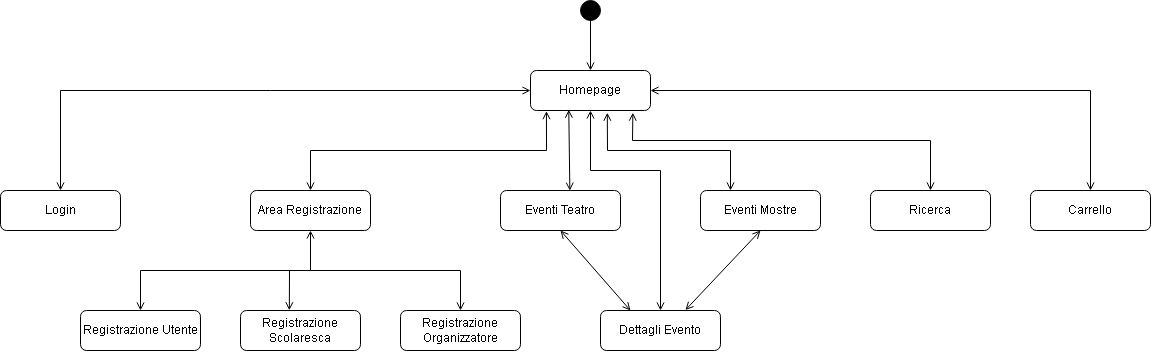 Homepage
Login
Area Registrazione
Eventi Teatro
Eventi Mostre
Ricerca
Carrello
Registrazione Utente
Registrazione
Scolaresca
Registrazione
Organizzatore
Dettagli Evento